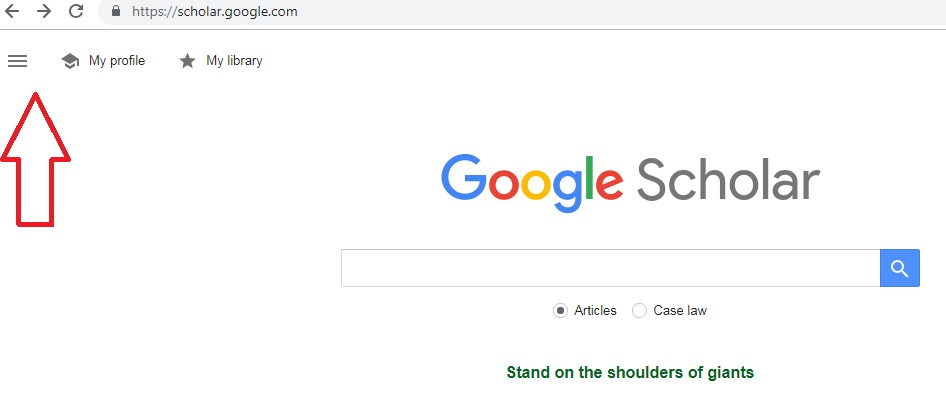 https://scholar.google.com
My profile My library
Google Scholar
Articles Case law
Stand on the shoulders of giants